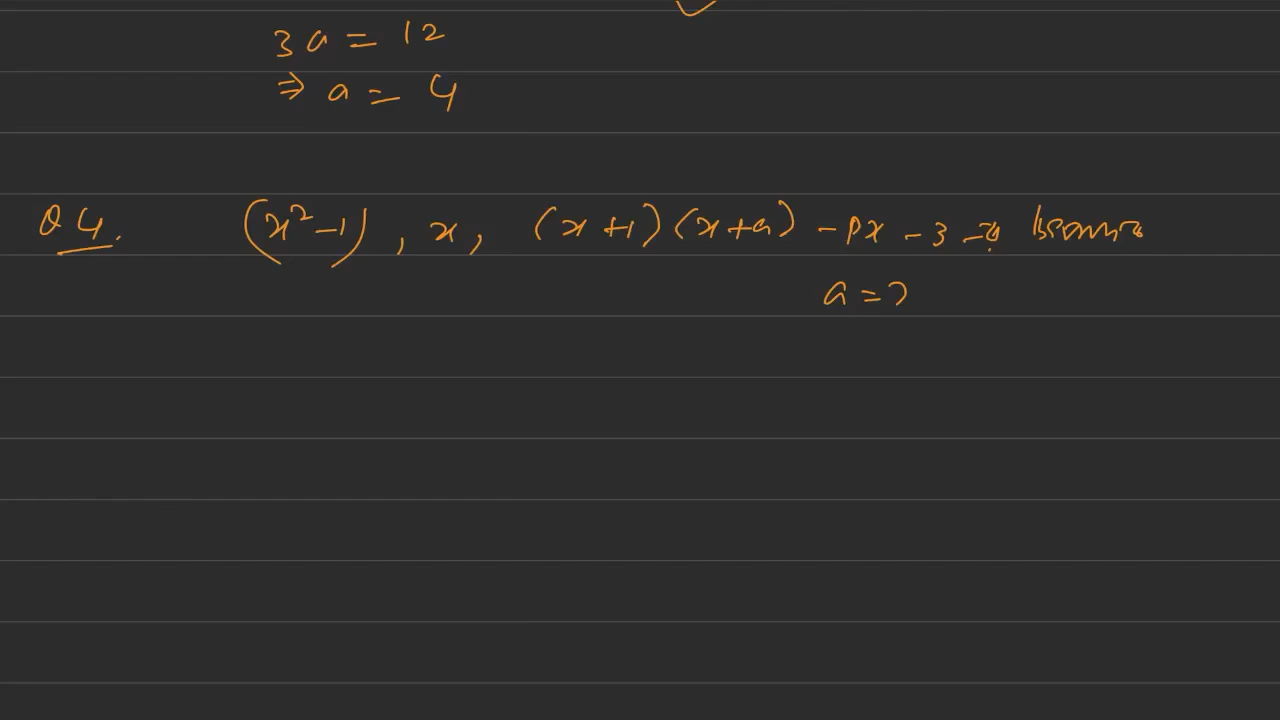 3a = 12
⇒ a = 4
Q4. (x² - 1), x, (x + 1)(x + a) - px - 3
a = ?